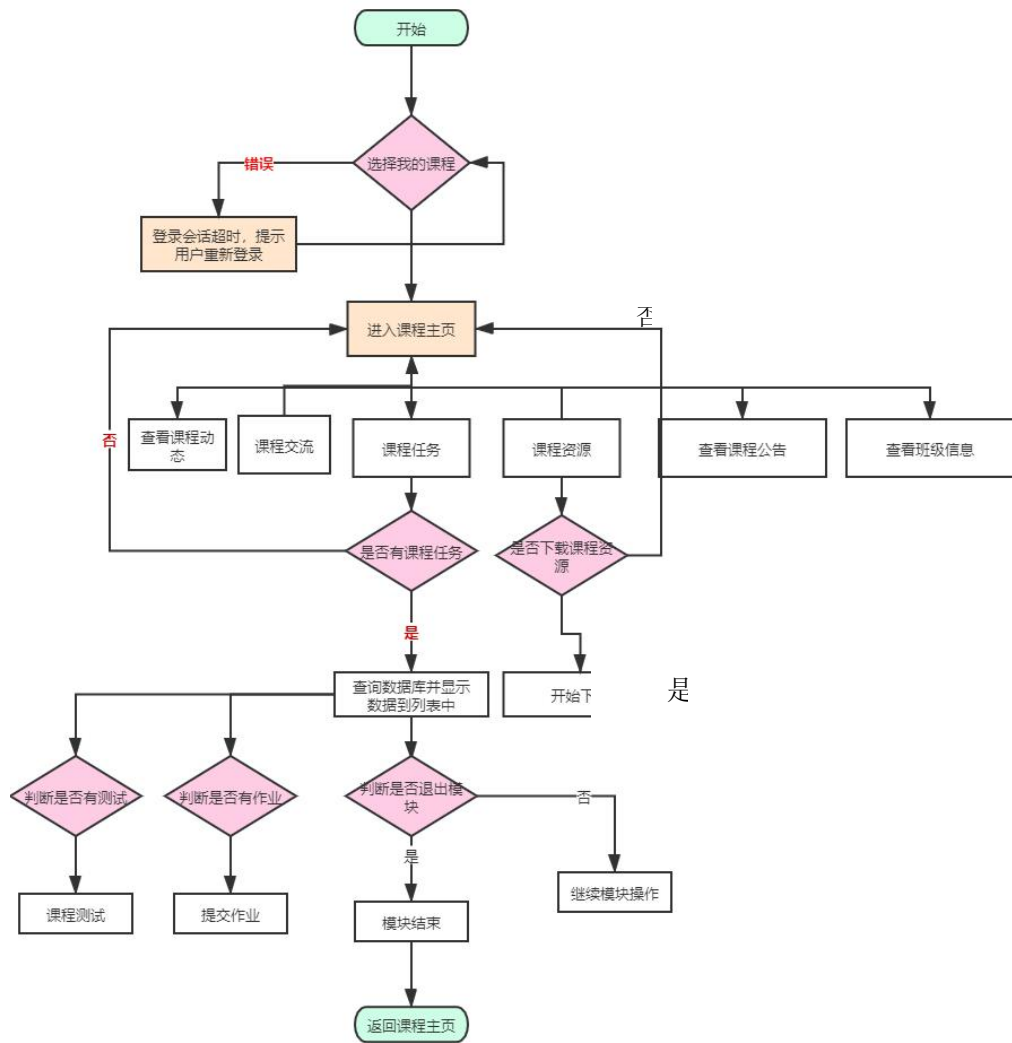 开始
选择我的课程
错误
登录会话超时，提示
用户重新登录
进入课程主页
否
否
查看课程动
态
课程交流
课程任务
课程资源
查看课程公告
查看班级信息
是否有课程任务
是否下载课程资
源
是
查询数据库并显示
数据到列表中
开始下
是
判断是否有测试
判断是否有作业
判断是否退出模
块
否
是
课程测试
提交作业
模块结束
继续模块操作
返回课程主页